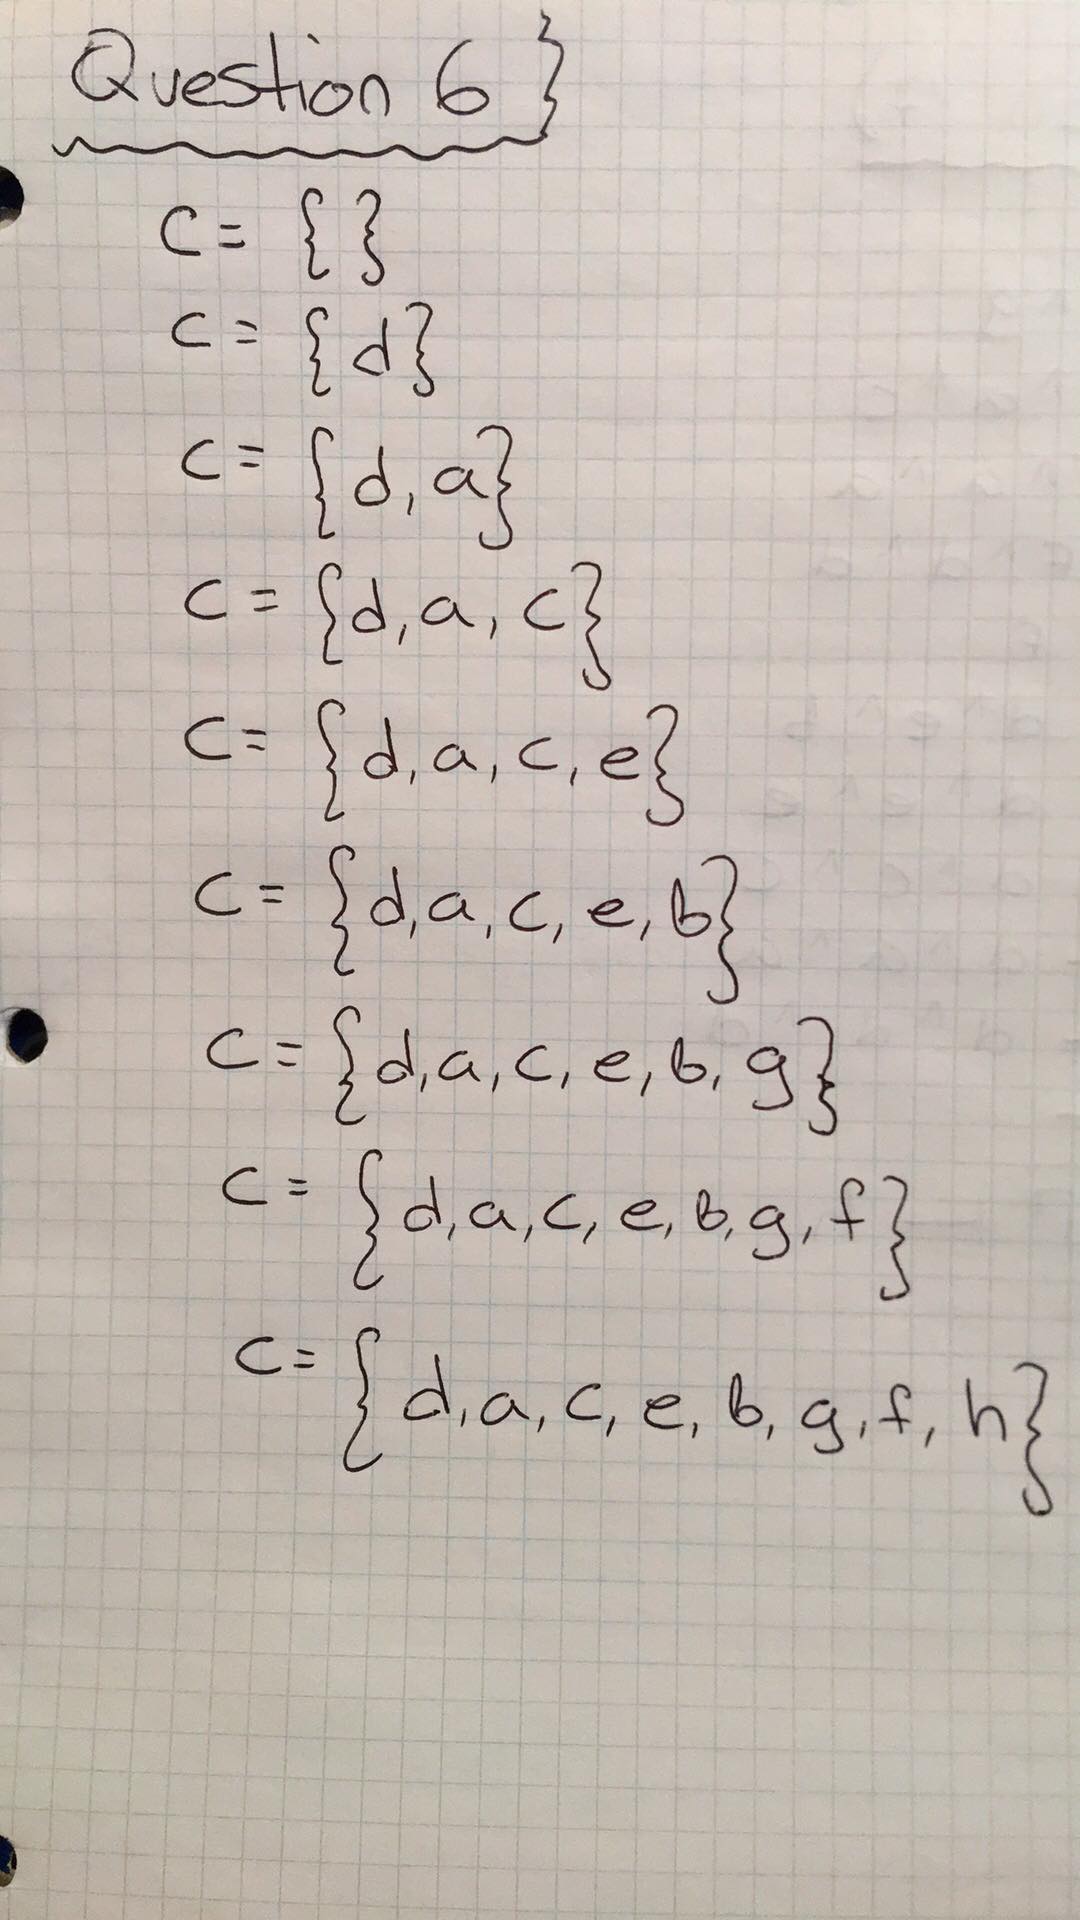 Question 6
C = { }
C = { d }
C = { d, a }
C = { d, a, c }
C = { d, a, c, e }
C = { d, a, c, e, b }
C = { d, a, c, e, b, g }
C = { d, a, c, e, b, g, f }
C = { d, a, c, e, b, g, f, h }